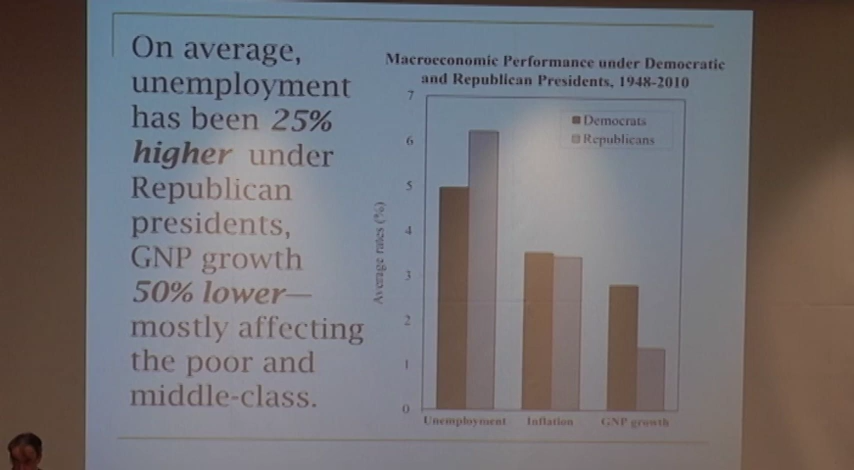 On average,
unemployment
has been 25%
higher under
Republican
presidents,
GNP growth
50% lower—
mostly affecting
the poor and
middle-class.
Macroeconomic Performance under Democratic
and Republican Presidents, 1948-2010
Democrats
Republicans
Average rates (%)
7
6
5
4
3
2
1
0
Unemployment Inflation GNP growth